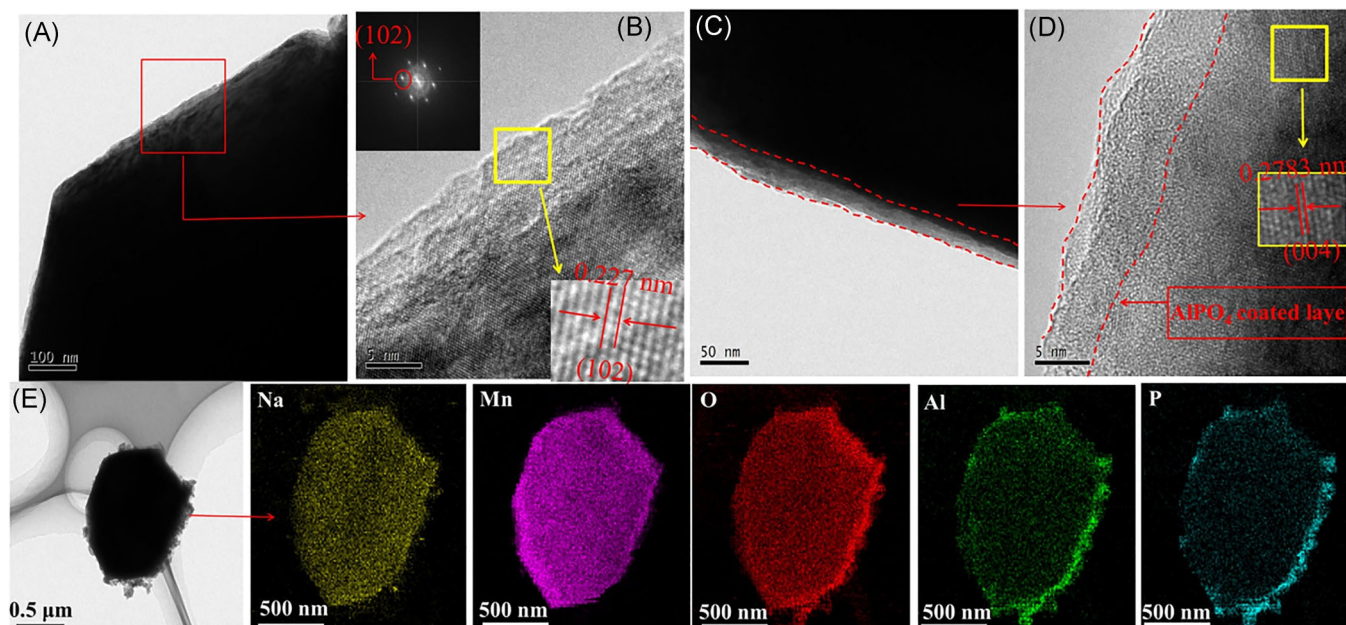 (A)
100 nm
(102)
(B)
0.227 nm
(102)
5 nm
(C)
50 nm
(D)
0.2783 nm
(004)
AlPO₄ coated laye
5 nm
(E)
0.5 μm
Na
500 nm
Mn
500 nm
O
500 nm
Al
500 nm
P
500 nm